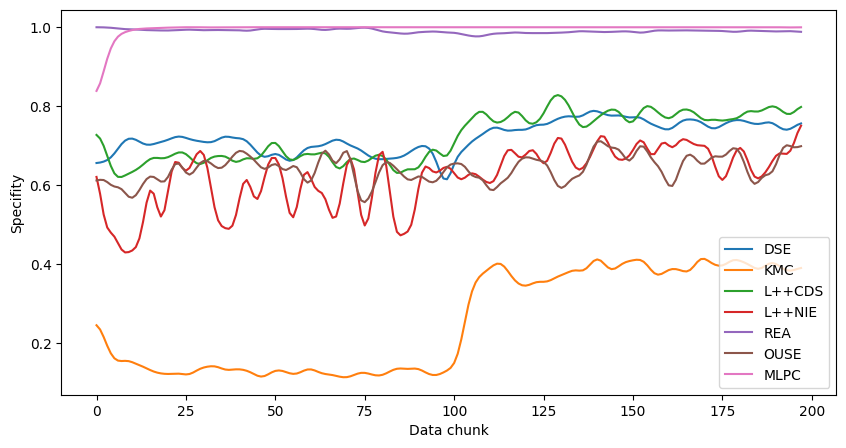 1.0
0.8
0.6
0.4
0.2
Specifity
0 25 50 75 100 125 150 175 200
Data chunk
DSE
KMC
L++CDS
L++NIE
REA
OUSE
MLPC